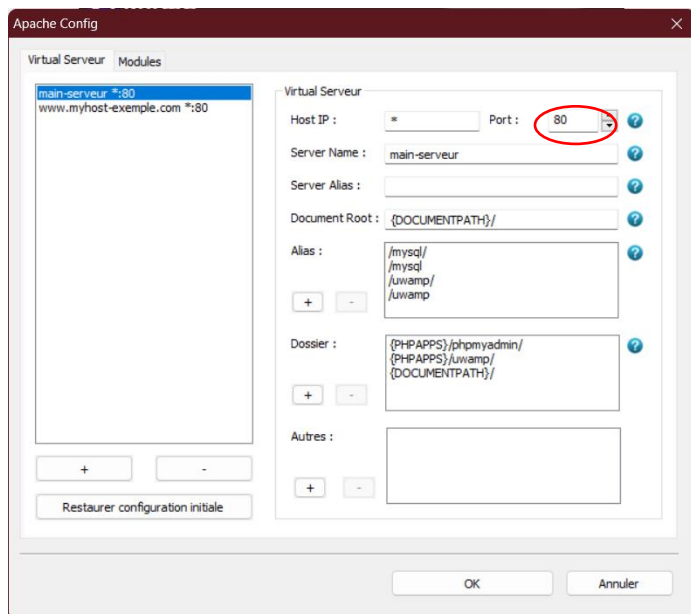 Apache Config
Virtual Serveur
Modules
main-serveur *:80
www.myhost-exemple.com *:80
+
-
Restaurer configuration initiale
Virtual Serveur
Host IP :
*
Port :
80
?
Server Name :
main-serveur
?
Server Alias :
?
Document Root :
{DOCUMENTPATH}/
?
Alias :
/mysql/
/mysql
/uwamp/
/uwamp
?
+
-
Dossier :
{PHPAPPS}/phpmyadmin/
{PHPAPPS}/uwamp/
{DOCUMENTPATH}/
?
+
-
Autres :
+
-
OK
Annuler